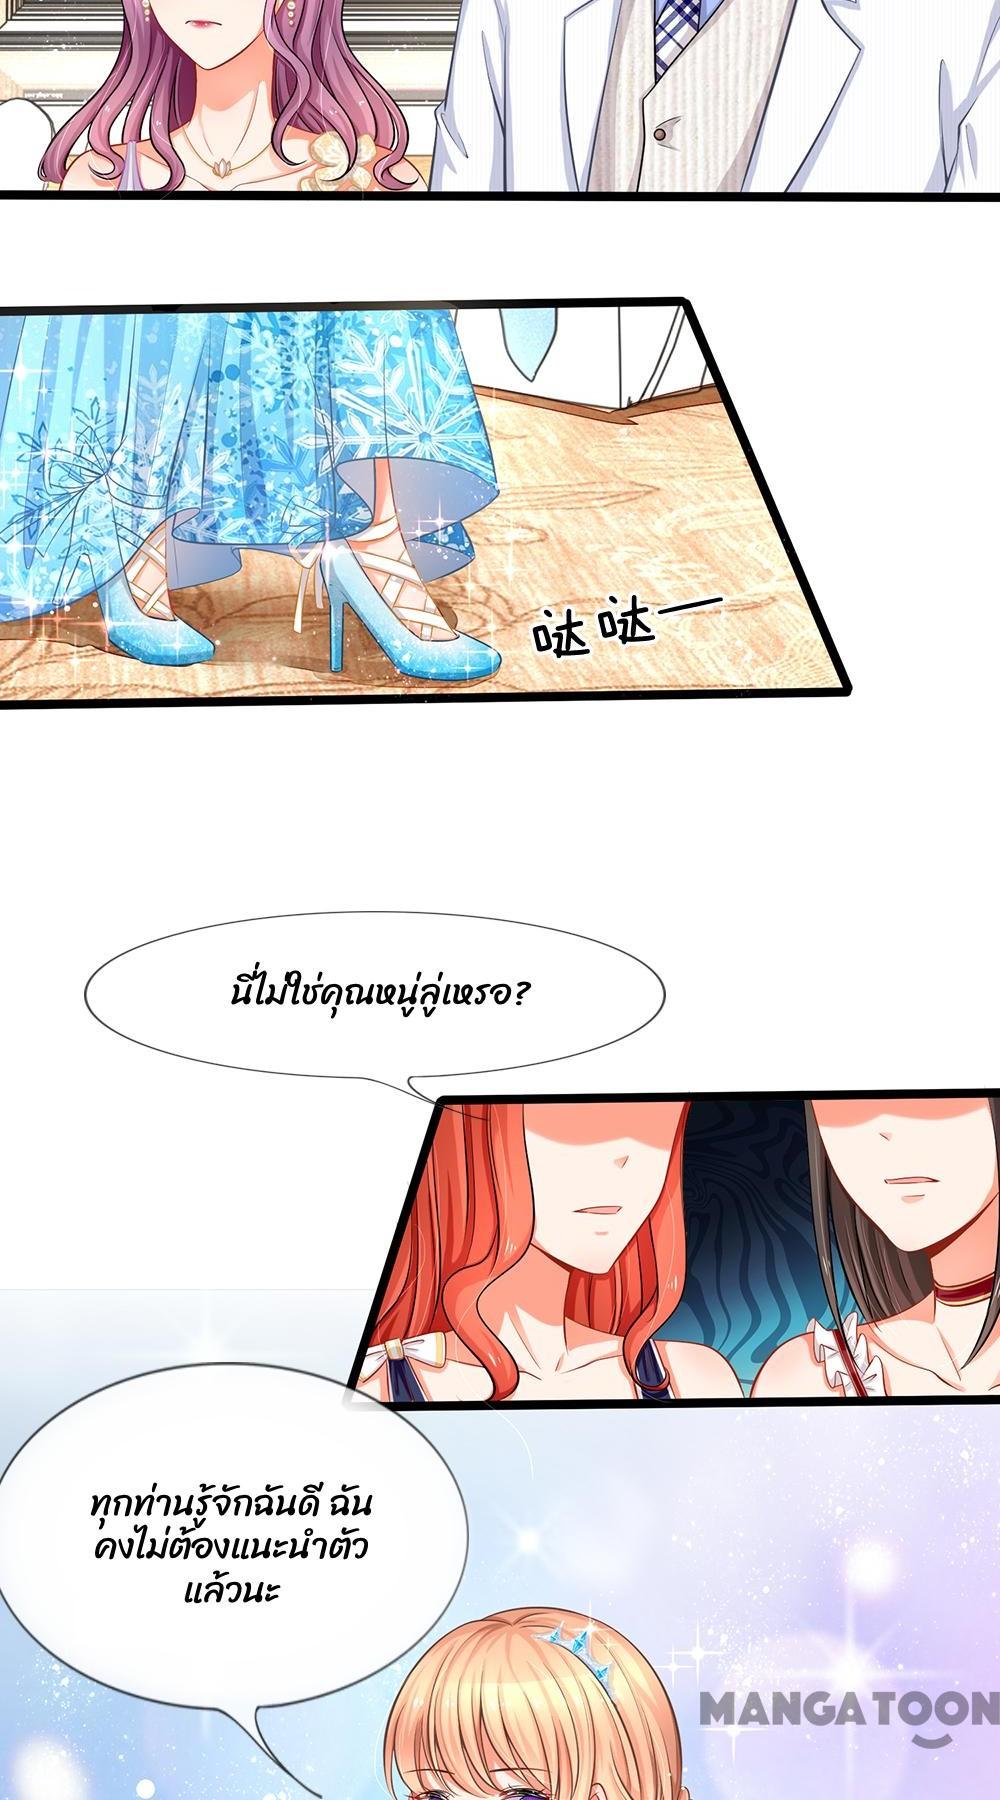 哒哒一
นี่ไม่ใช่คุณหนูลู่เหรอ?
ทุกท่านรู้จักฉันดี ฉัน
คงไม่ต้องแนะนำตัว
แล้วนะ
MANGATOON